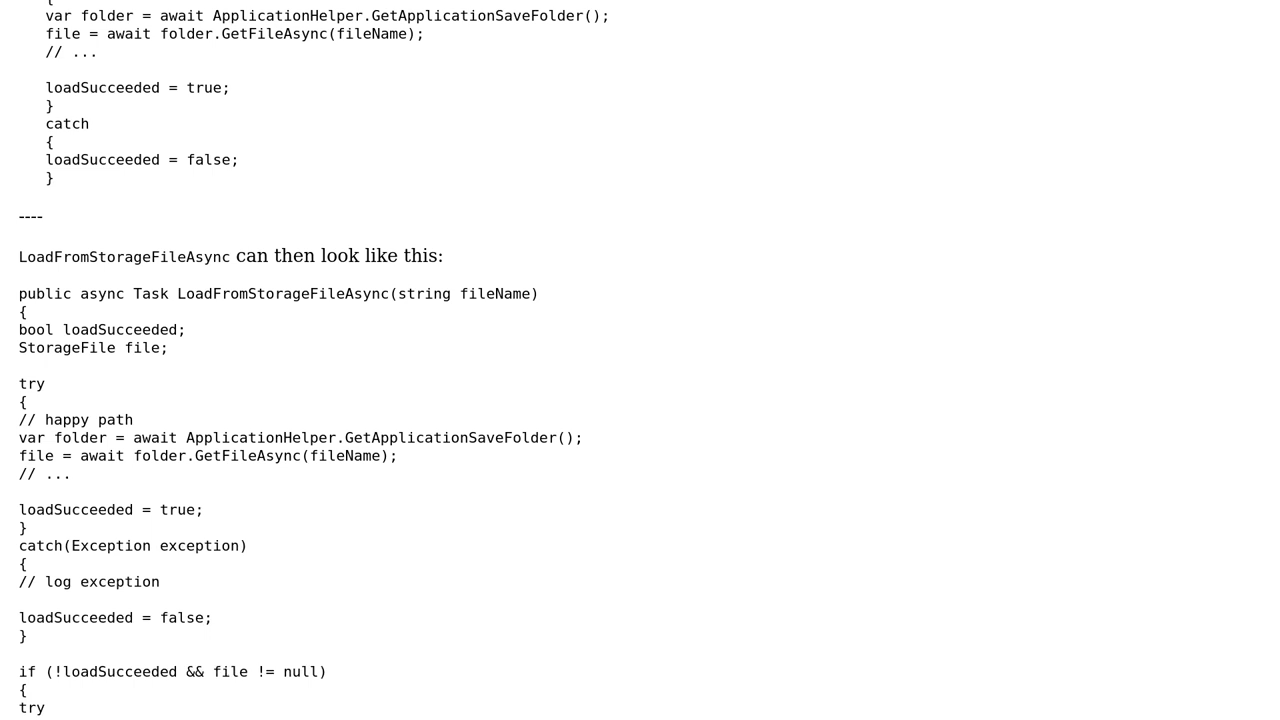 {
var folder = await ApplicationHelper.GetApplicationSaveFolder();
file = await folder.GetFileAsync(fileName);
// ...
loadSucceeded = true;
}
catch
{
loadSucceeded = false;
}
----
LoadFromStorageFileAsync can then look like this:
public async Task LoadFromStorageFileAsync(string fileName)
{
bool loadSucceeded;
StorageFile file;
try
{
// happy path
var folder = await ApplicationHelper.GetApplicationSaveFolder();
file = await folder.GetFileAsync(fileName);
// ...
loadSucceeded = true;
}
catch(Exception exception)
{
// log exception
loadSucceeded = false;
}
if (!loadSucceeded && file != null)
{
try